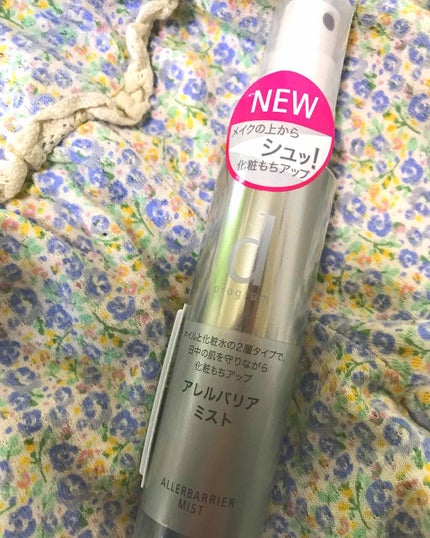 NEW
メイクの上から
シュッ!
化粧もちアップ
d
オイルと化粧水の2層タイプで、
日中の肌を守りながら
化粧もちアップ
アレルバリア
ミスト
ALLERBARRIER
MIST